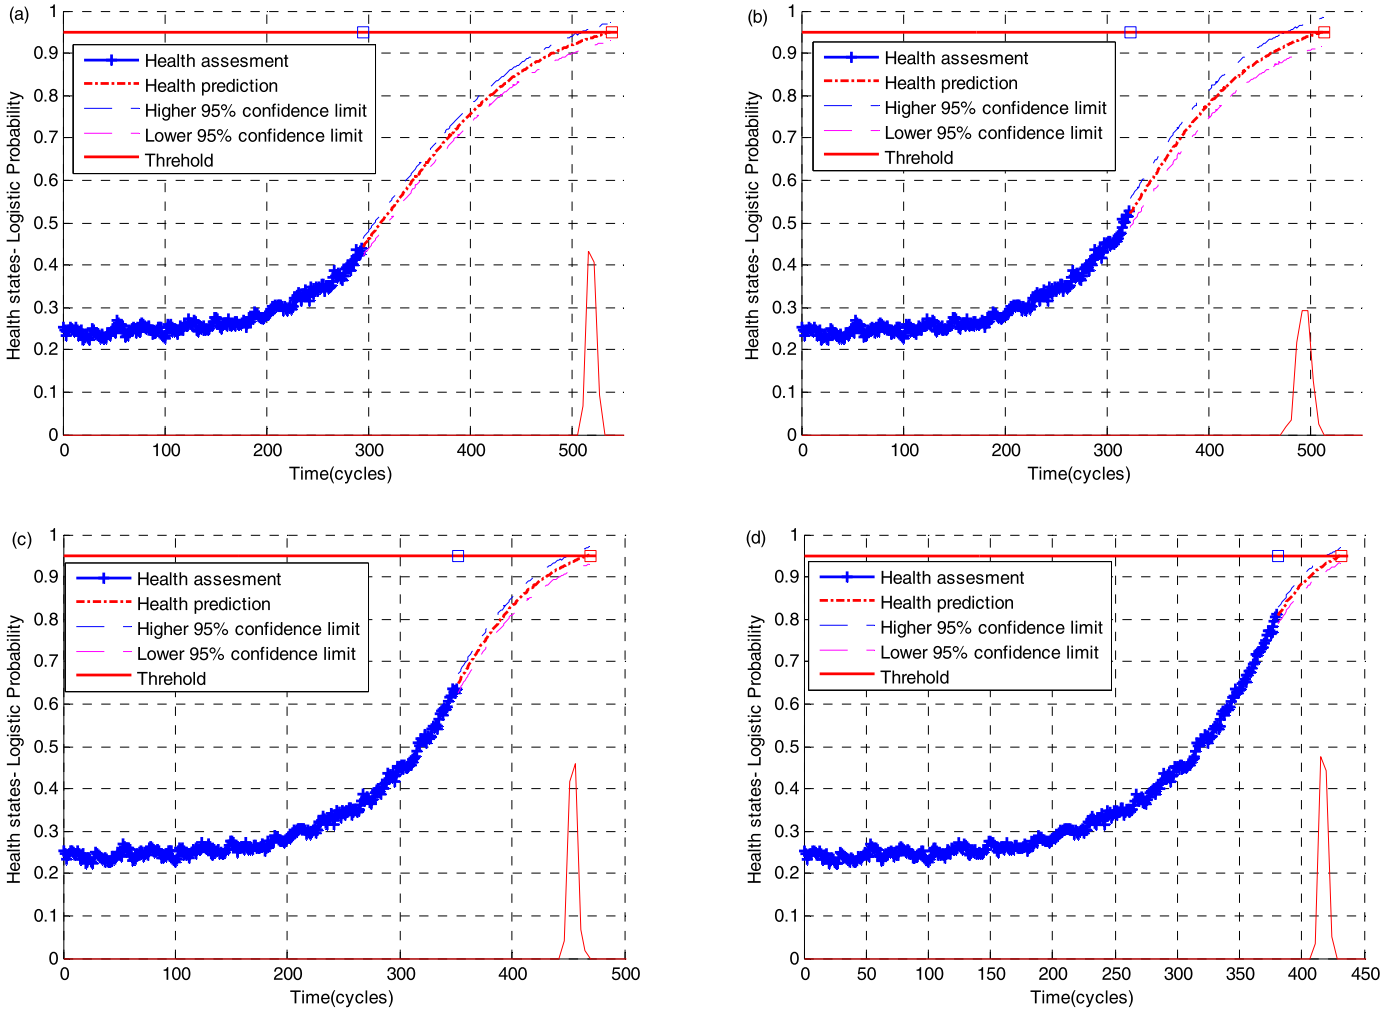 (a)
1
0.9
0.8
0.7
0.6
0.5
0.4
0.3
0.2
0.1
0
Health states- Logistic Probability
Health assesment
Health prediction
Higher 95% confidence limit
Lower 95% confidence limit
Threhold
0 100 200 300 400 500
Time(cycles)
(b)
1
0.9
0.8
0.7
0.6
0.5
0.4
0.3
0.2
0.1
0
Health states- Logistic Probability
Health assesment
Health prediction
Higher 95% confidence limit
Lower 95% confidence limit
Threhold
0 100 200 300 400 500
Time(cycles)
(c)
1
0.9
0.8
0.7
0.6
0.5
0.4
0.3
0.2
0.1
0
Health states- Logistic Probability
Health assesment
Health prediction
Higher 95% confidence limit
Lower 95% confidence limit
Threhold
0 100 200 300 400 500
Time(cycles)
(d)
1
0.9
0.8
0.7
0.6
0.5
0.4
0.3
0.2
0.1
0
Health states- Logistic Probability
Health assesment
Health prediction
Higher 95% confidence limit
Lower 95% confidence limit
Threhold
0 50 100 150 200 250 300 350 400 450
Time(cycles)